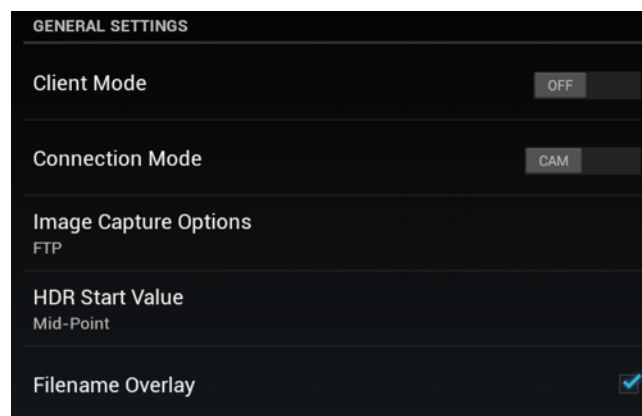 GENERAL SETTINGS
Client Mode
OFF
Connection Mode
CAM
Image Capture Options
FTP
HDR Start Value
Mid-Point
Filename Overlay